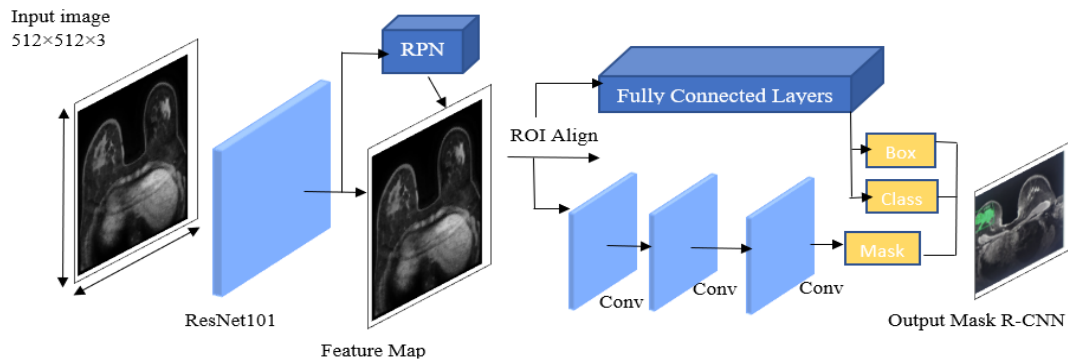 Input image
512×512×3
RPN
Fully Connected Layers
ROI Align
Box
Class
Mask
Conv
Conv
Conv
ResNet101
Feature Map
Output Mask R-CNN